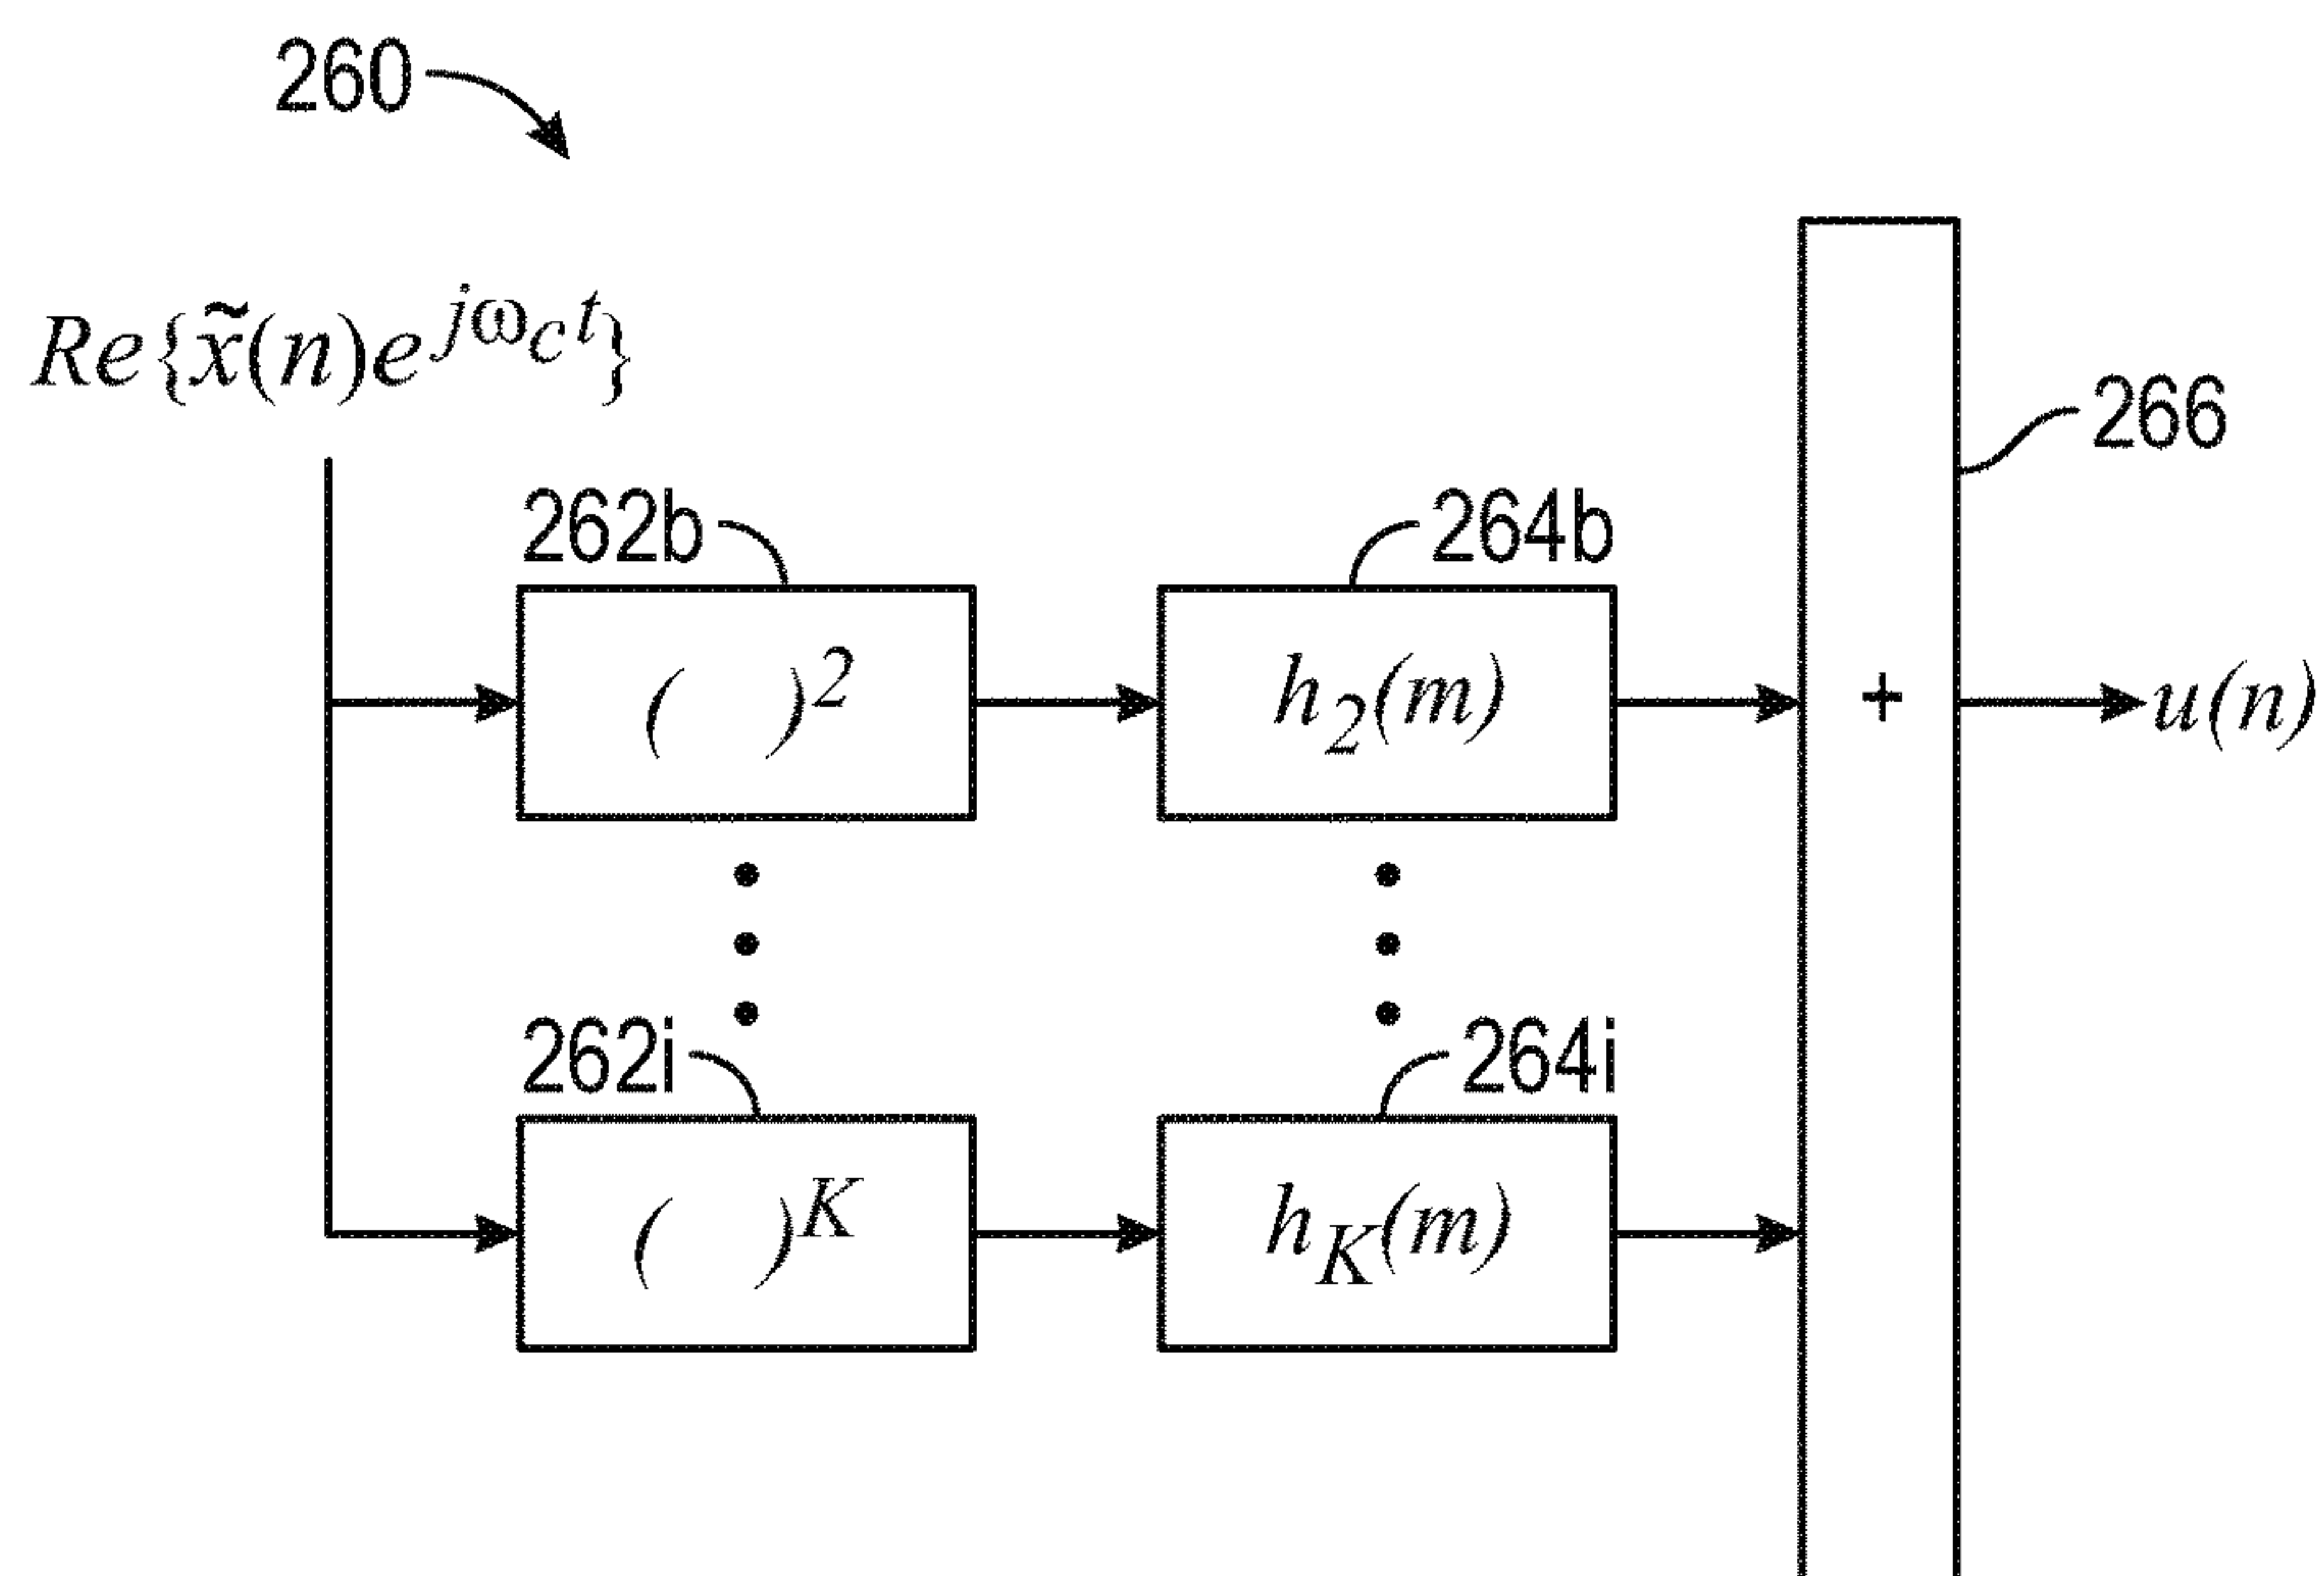 260
Re{x̃(n)e^{jω_c t}}
266
262b
264b
( )^2
h_2(m)
+
u(n)
262i
264i
( )^K
h_K(m)